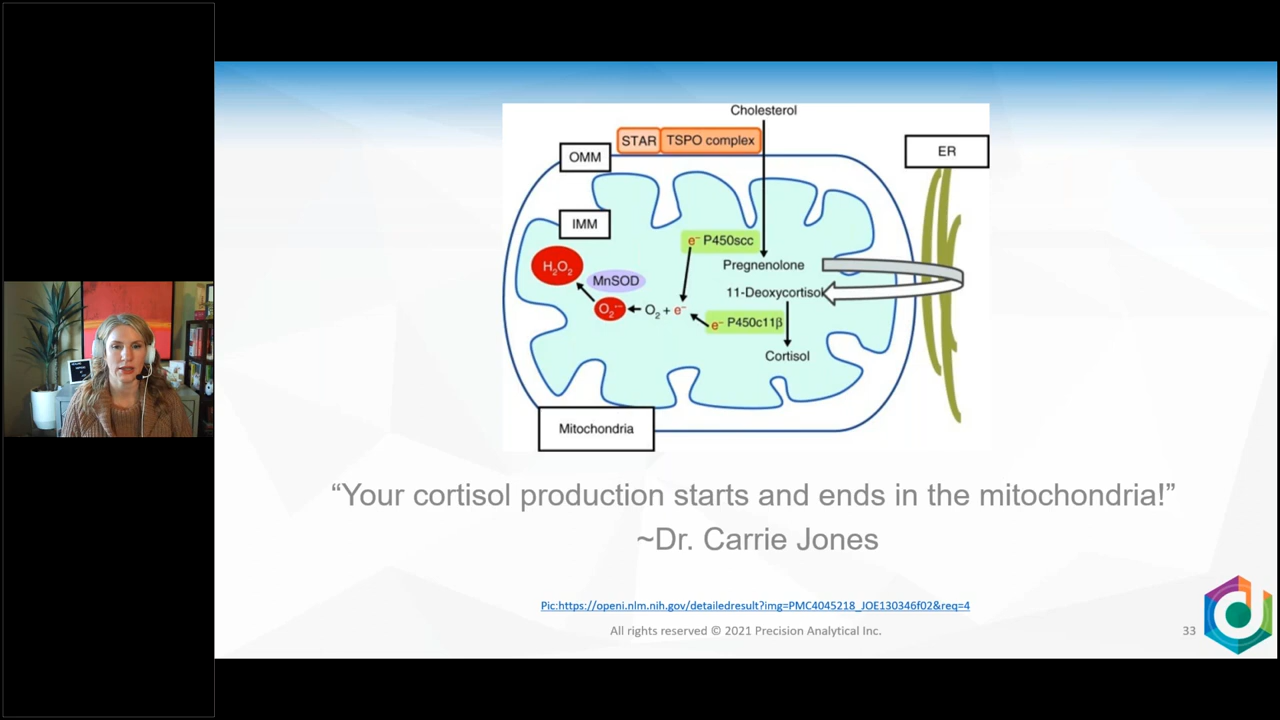 Cholesterol
STAR TSPO complex
OMM
ER
IMM
e⁻ P450scc
H₂O₂
Pregnenolone
MnSOD
11-Deoxycortisol
O₂•⁻
O₂ + e⁻
e⁻ P450c11β
Cortisol
Mitochondria
“Your cortisol production starts and ends in the mitochondria!”
~Dr. Carrie Jones
Pic:https://openi.nlm.nih.gov/detailedresult?img=PMC4045218_JOE130346f02&req=4
All rights reserved © 2021 Precision Analytical Inc.
33